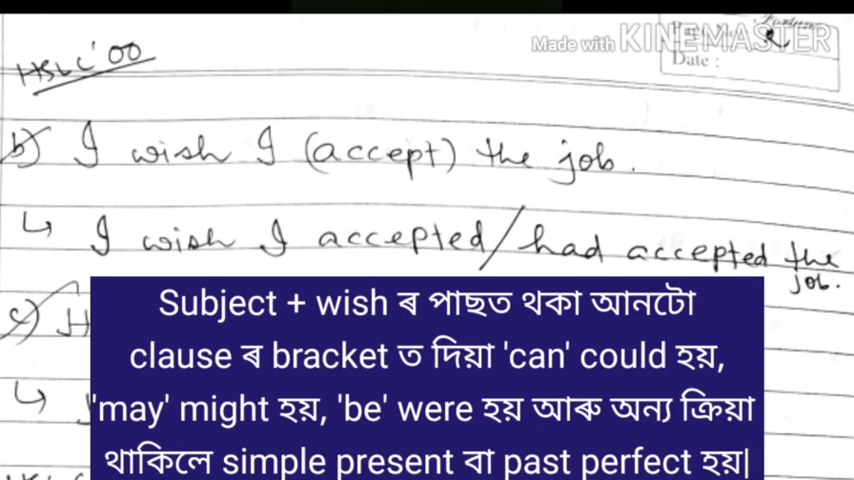 Made with KINEMASTER
Date :
HSLC'00
b) I wish I (accept) the job.
↳ I wish I accepted/had accepted the job.
c) H
Subject + wish ৰ পাছত থকা আনটো
clause ৰ bracket ত দিয়া 'can' could হয়,
'may' might হয়, 'be' were হয় আৰু অন্য ক্ৰিয়া
থাকিলে simple present বা past perfect হয়|